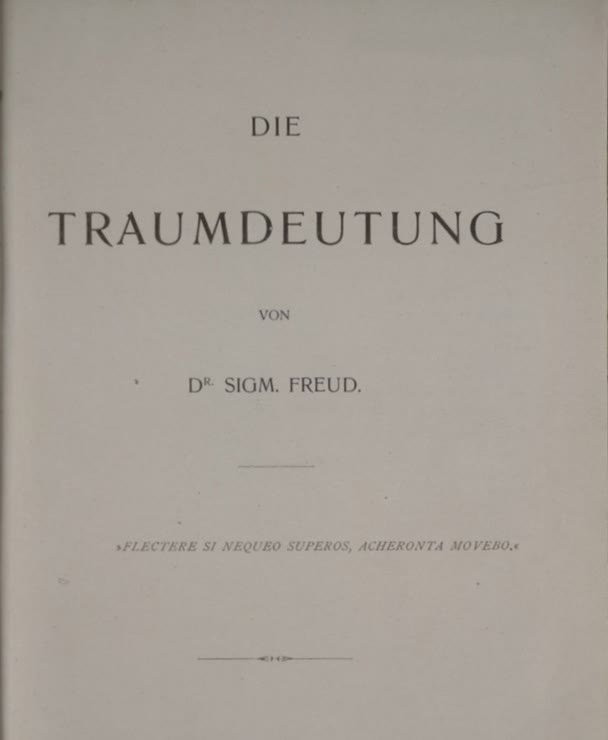 DIE
TRAUMDEUTUNG
VON
DR. SIGM. FREUD.
»FLECTERE SI NEQUEO SUPEROS, ACHERONTA MOVEBO.«